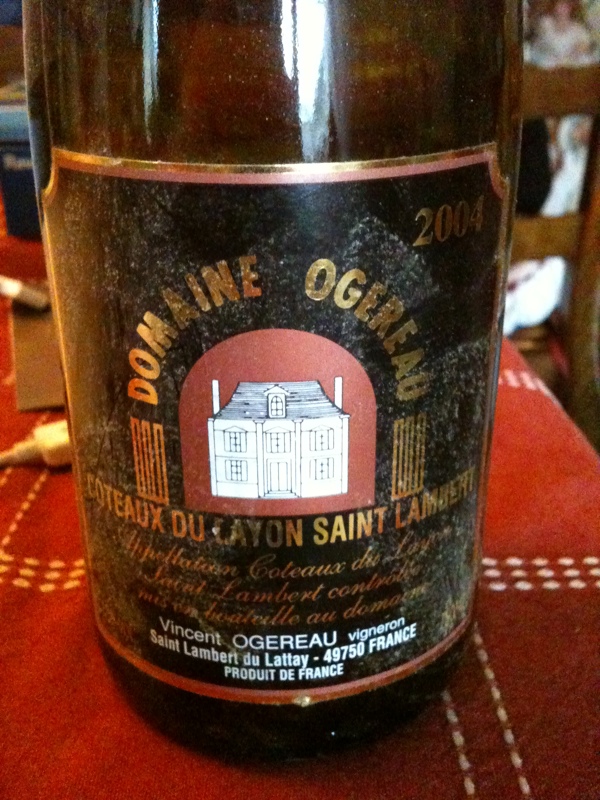 2004
DOMAINE OGEREAU
COTEAUX DU LAYON SAINT LAMBERT
Appellation Coteaux du Layon
Saint Lambert contrôlée
mis en bouteille au domaine
Vincent OGEREAU vigneron
Saint Lambert du Lattay - 49750 FRANCE
PRODUIT DE FRANCE